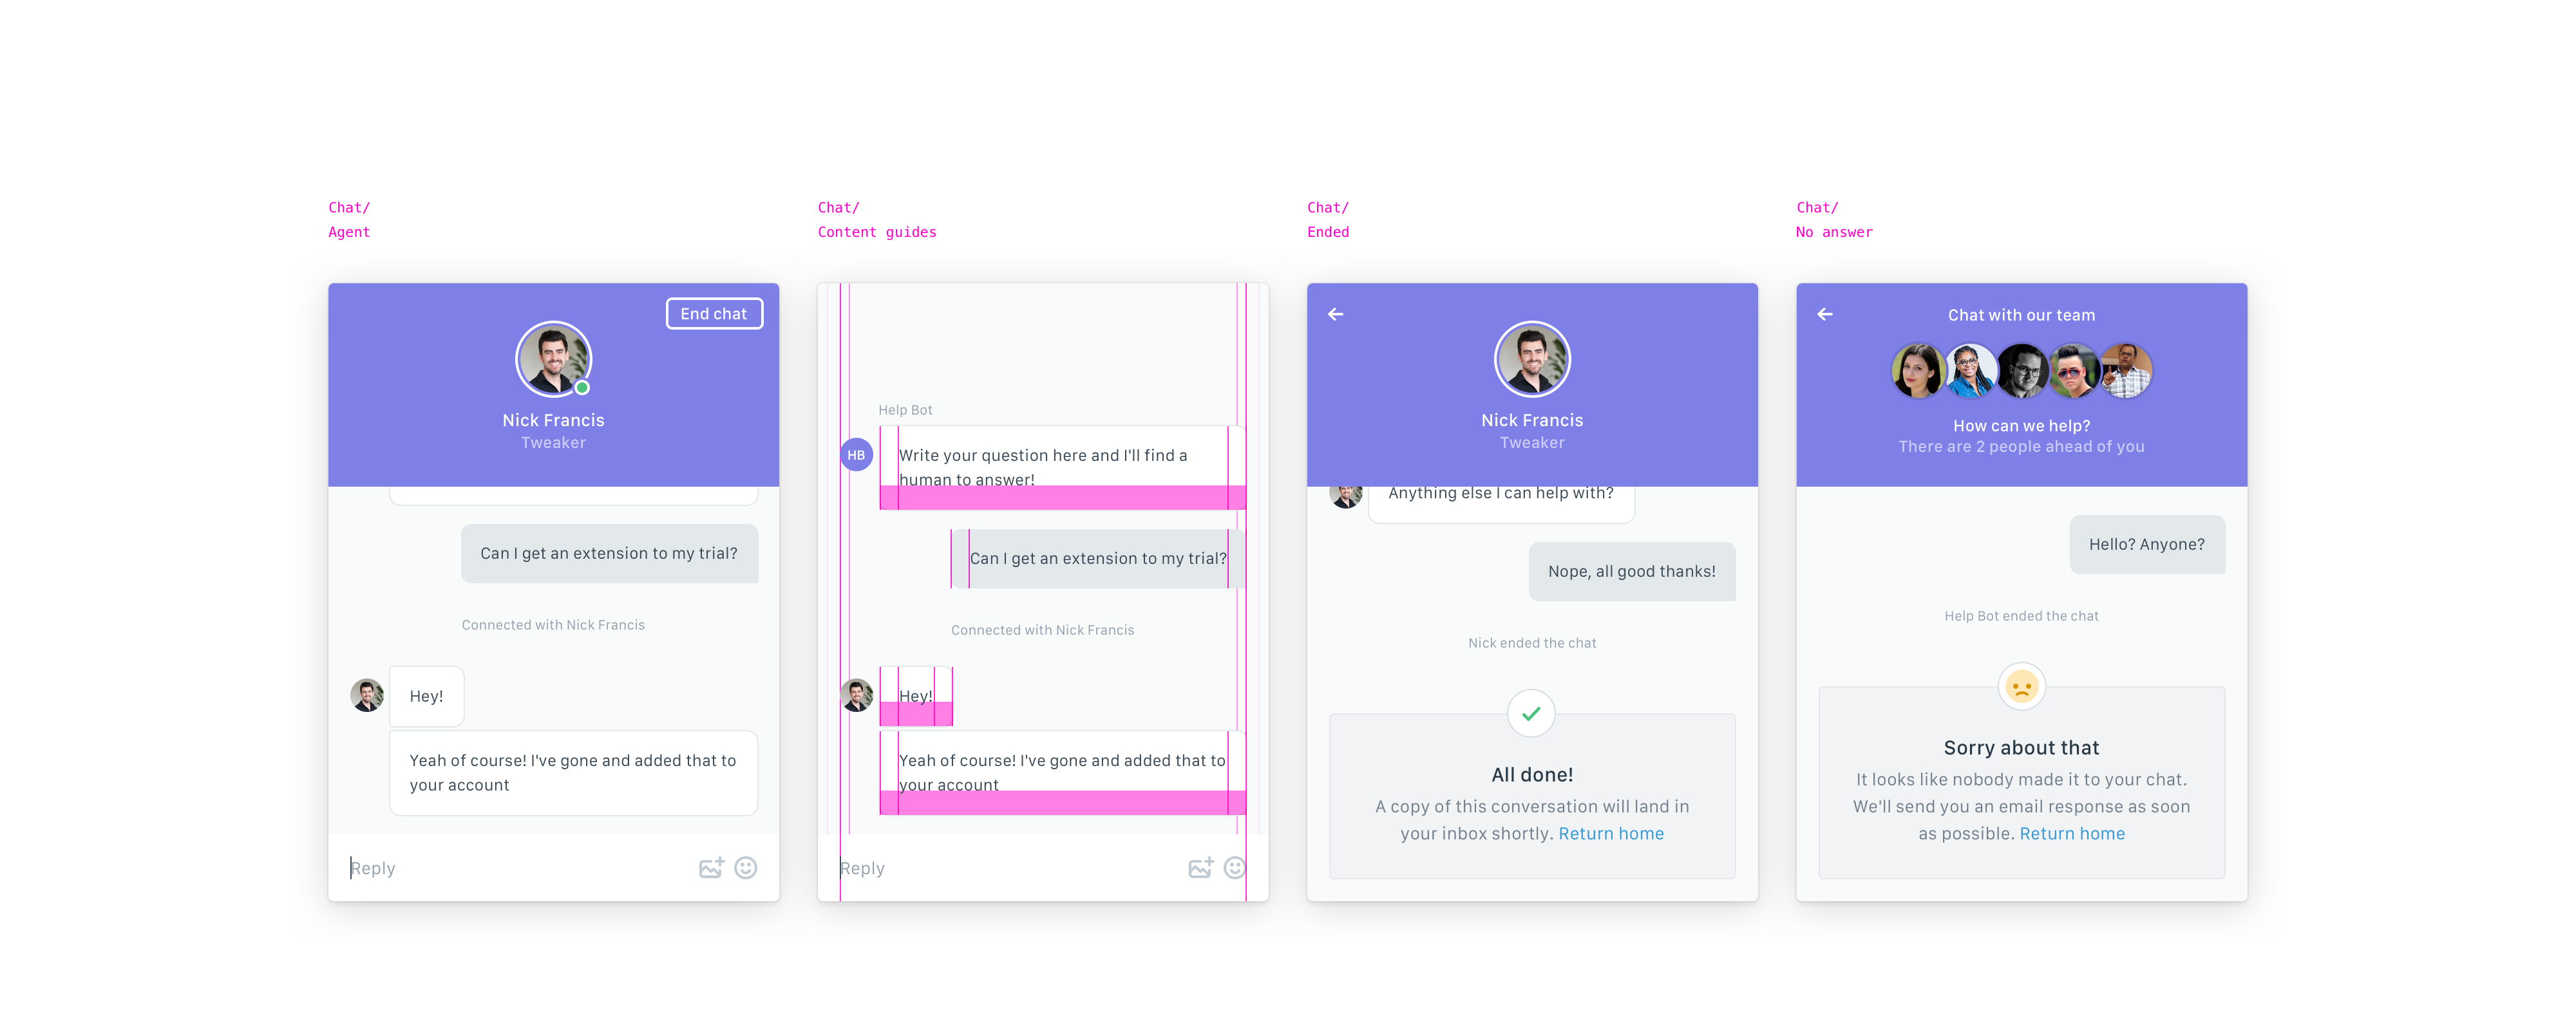 Chat/
Agent
End chat
Nick Francis
Tweaker
Can I get an extension to my trial?
Connected with Nick Francis
Hey!
Yeah of course! I've gone and added that to
your account
Reply
Chat/
Content guides
Help Bot
HB
Write your question here and I'll find a
human to answer!
Can I get an extension to my trial?
Connected with Nick Francis
Hey!
Yeah of course! I've gone and added that to
your account
Reply
Chat/
Ended
Nick Francis
Tweaker
Anything else I can help with?
Nope, all good thanks!
Nick ended the chat
All done!
A copy of this conversation will land in
your inbox shortly. Return home
Chat/
No answer
Chat with our team
How can we help?
There are 2 people ahead of you
Hello? Anyone?
Help Bot ended the chat
Sorry about that
It looks like nobody made it to your chat.
We'll send you an email response as soon
as possible. Return home